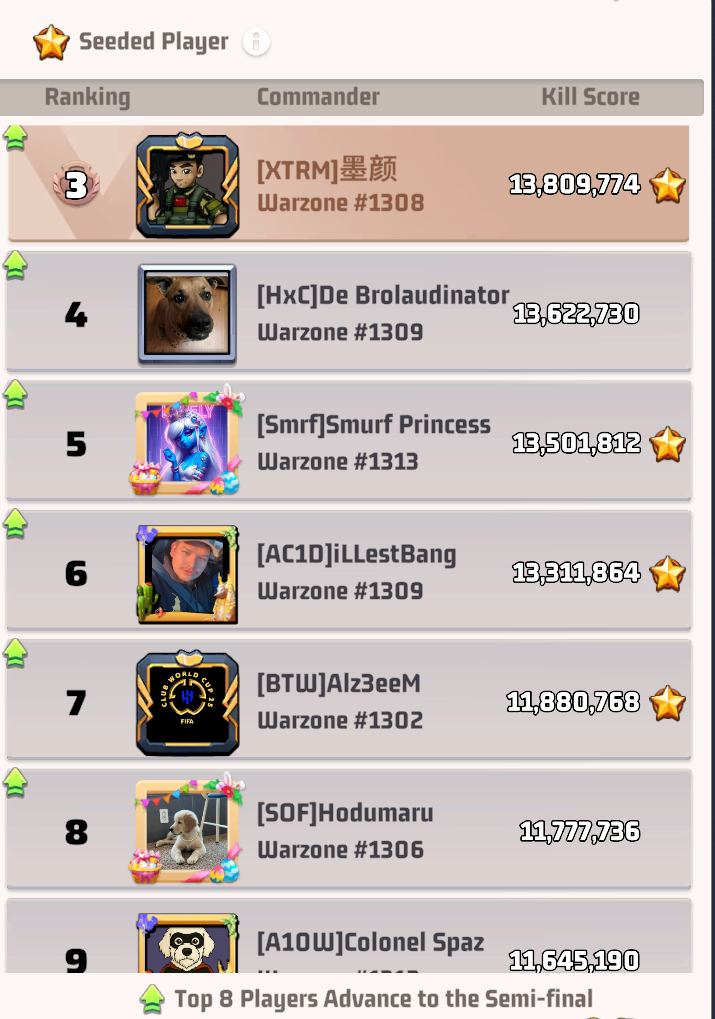 Seeded Player i
Ranking Commander Kill Score
3 [XTRM]墨颜 13,809,774
Warzone #1308
4 [HxC]De Brolaudinator 13,622,730
Warzone #1309
LY
5 [Smrf]Smurf Princess 13,501,812
Warzone #1313
6 [AC1D]iLLestBang 13,311,864
Warzone #1309
7 [BTW]Alz3eeM 11,880,768
Warzone #1302
CLUB WORLD CUP 25
FIFA
8 [SOF]Hodumaru 11,777,736
Warzone #1306
9 [A1OW]Colonel Spaz 11,645,190
Top 8 Players Advance to the Semi-final